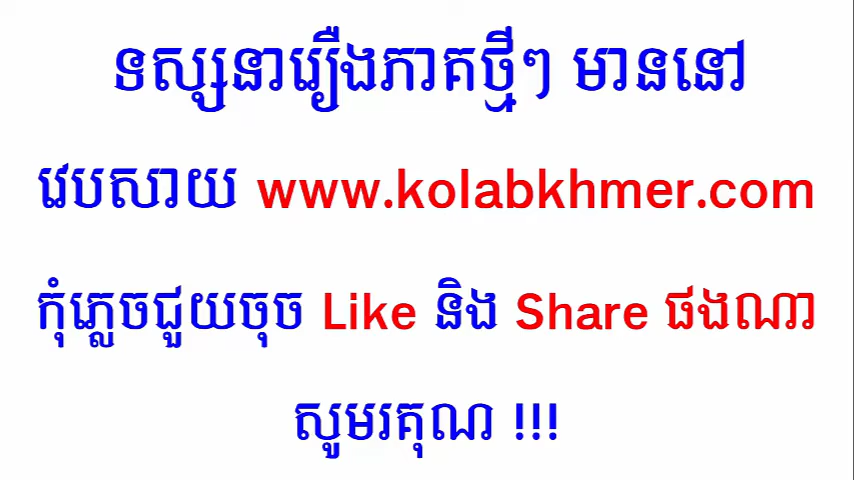 ទស្សនារឿងភាគថ្មីៗ មាននៅ
វេបសាយ www.kolabkhmer.com
កុំភ្លេចជួយចុច Like និង Share ផងណា
សូមរគុណ !!!